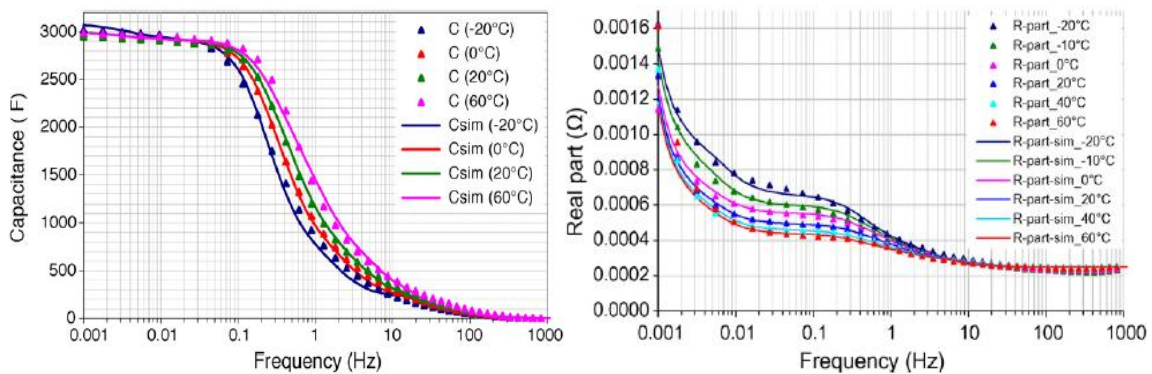 Capacitance ( F)
3000
2500
2000
1500
1000
500
0
0.001
0.01
0.1
1
10
100
1000
Frequency (Hz)
C (-20°C)
C (0°C)
C (20°C)
C (60°C)
Csim (-20°C)
Csim (0°C)
Csim (20°C)
Csim (60°C)
Real part (Ω)
0.0016
0.0014
0.0012
0.0010
0.0008
0.0006
0.0004
0.0002
0.0000
0.001
0.01
0.1
1
10
100
1000
Frequency (Hz)
R-part_-20°C
R-part_-10°C
R-part_0°C
R-part_20°C
R-part_40°C
R-part_60°C
R-part-sim_-20°C
R-part-sim_-10°C
R-part-sim_0°C
R-part-sim_20°C
R-part-sim_40°C
R-part-sim_60°C